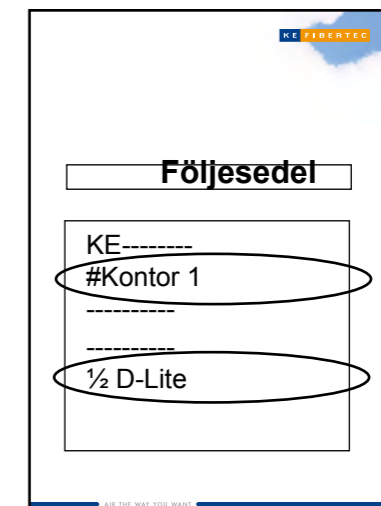 KE FIBERTEC
Följesedel
KE--------
#Kontor 1
----------
----------
½ D-Lite
AIR THE WAY YOU WANT